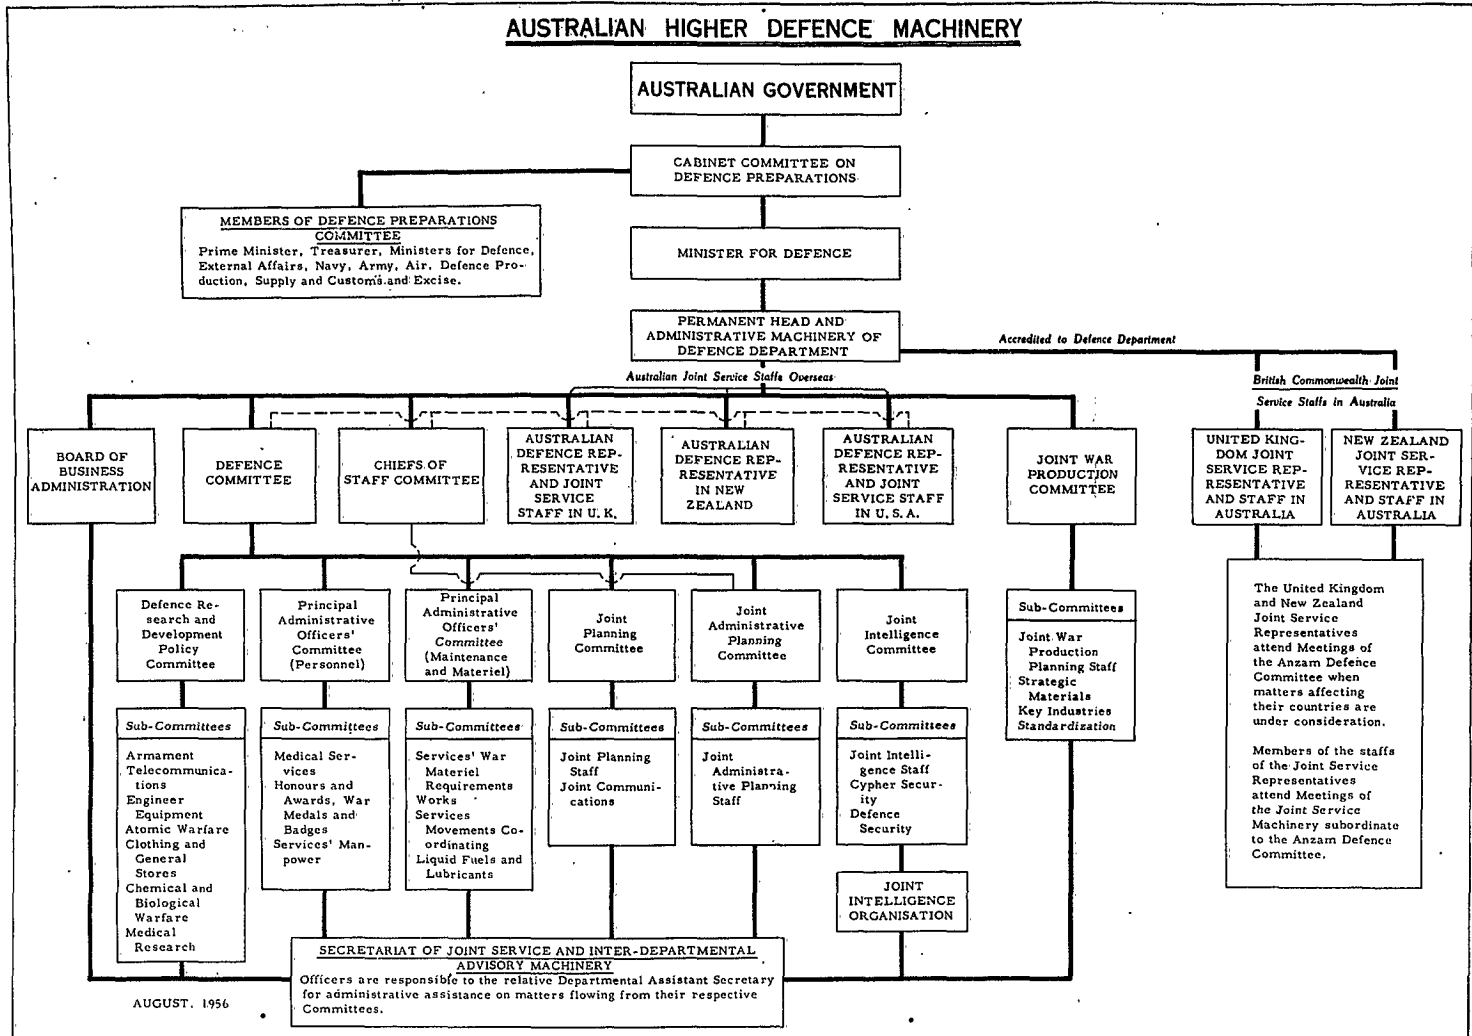 AUSTRALIAN HIGHER DEFENCE MACHINERY
AUSTRALIAN GOVERNMENT
CABINET COMMITTEE ON
DEFENCE PREPARATIONS
MEMBERS OF DEFENCE PREPARATIONS
COMMITTEE
Prime Minister, Treasurer, Ministers for Defence,
External Affairs, Navy, Army, Air, Defence Pro-
duction, Supply and Customs and Excise.
MINISTER FOR DEFENCE
PERMANENT HEAD AND
ADMINISTRATIVE MACHINERY OF
DEFENCE DEPARTMENT
Accredited to Defence Department
Australian Joint Service Staffs Overseas
British Commonwealth Joint
Service Staffs in Australia
BOARD OF
BUSINESS
ADMINISTRATION
DEFENCE
COMMITTEE
CHIEFS OF
STAFF COMMITTEE
AUSTRALIAN
DEFENCE REP-
RESENTATIVE
AND JOINT
SERVICE
STAFF IN U.K.
AUSTRALIAN
DEFENCE REP-
RESENTATIVE
IN NEW
ZEALAND
AUSTRALIAN
DEFENCE REP-
RESENTATIVE
AND JOINT
SERVICE STAFF
IN U.S.A.
JOINT WAR
PRODUCTION
COMMITTEE
UNITED KING-
DOM JOINT
SERVICE REP-
RESENTATIVE
AND STAFF IN
AUSTRALIA
NEW ZEALAND
JOINT SER-
VICE REP-
RESENTATIVE
AND STAFF IN
AUSTRALIA
Defence Re-
search and
Development
Policy
Committee
Principal
Administrative
Officers'
Committee
(Personnel)
Principal
Administrative
Officers'
Committee
(Maintenance
and Materiel)
Joint
Planning
Committee
Joint
Administrative
Planning
Committee
Joint
Intelligence
Committee
Sub-Committees
Joint War
Production
Planning Staff
Strategic
Materials
Key Industries
Standardization
The United Kingdom
and New Zealand
Joint Service
Representatives
attend Meetings of
the Anzam Defence
Committee when
matters affecting
their countries are
under consideration.
Members of the staffs
of the Joint Service
Representatives
attend Meetings of
the Joint Service
Machinery subordinate
to the Anzam Defence
Committee.
Sub-Committees
Armament
Telecommunica-
tions
Engineer
Equipment
Atomic Warfare
Clothing and
General
Stores
Chemical and
Biological
Warfare
Medical
Research
Sub-Committees
Medical Ser-
vices
Honours and
Awards, War
Medals and
Badges
Services' Man-
power
Sub-Committees
Services' War
Materiel
Requirements
Works
Services
Movements Co-
ordinating
Liquid Fuels and
Lubricants
Sub-Committees
Joint Planning
Staff
Joint Communi-
cations
Sub-Committees
Joint
Administra-
tive Planning
Staff
Sub-Committees
Joint Intelli-
gence Staff
Cypher Secur-
ity
Defence
Security
JOINT
INTELLIGENCE
ORGANISATION
SECRETARIAT OF JOINT SERVICE AND INTER-DEPARTMENTAL
ADVISORY MACHINERY
Officers are responsible to the relative Departmental Assistant Secretary
for administrative assistance on matters flowing from their respective
Committees.
AUGUST. 1956